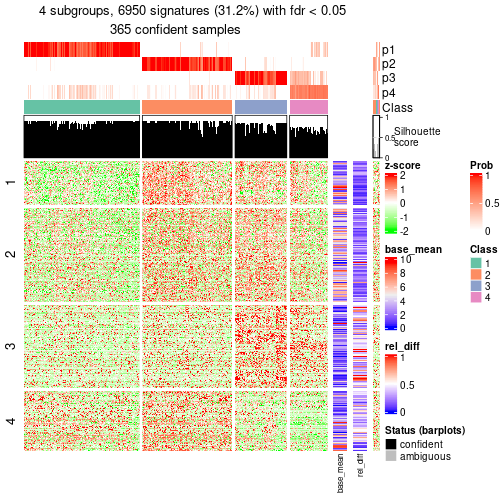 4 subgroups, 6950 signatures (31.2%) with fdr < 0.05
365 confident samples
p1
p2
p3
p4
Class
1
0.5
0
Silhouette
score
1
2
3
4
base_mean
rel_diff
z-score
2
1
0
-1
-2
base_mean
10
8
6
4
2
0
rel_diff
1
0.5
0
Prob
1
0.5
0
Class
1
2
3
4
Status (barplots)
confident
ambiguous